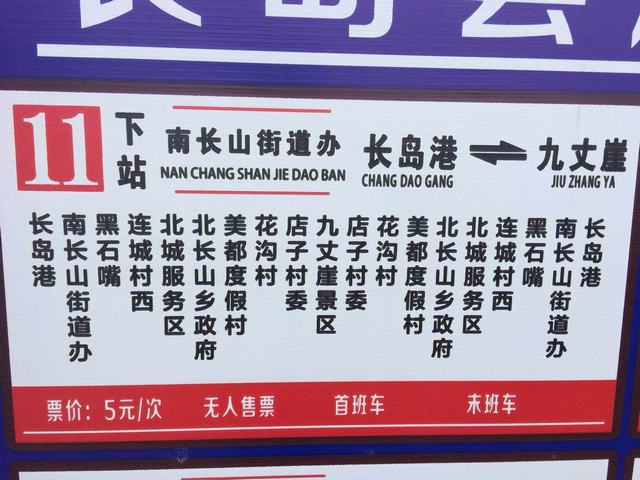 11
下站
南长山街道办
NAN CHANG SHAN JIE DAO BAN
长岛港
CHANG DAO GANG
九丈崖
JIU ZHANG YA
长岛港
南长山街道办
黑石嘴
连城村西
北城服务区
北长山乡政府
美都度假村
花沟村
店子村委
九丈崖景区
店子村委
花沟村
美都度假村
北长山乡政府
北城服务区
连城村西
黑石嘴
南长山街道办
长岛港
票价：5元/次 无人售票 首班车 末班车